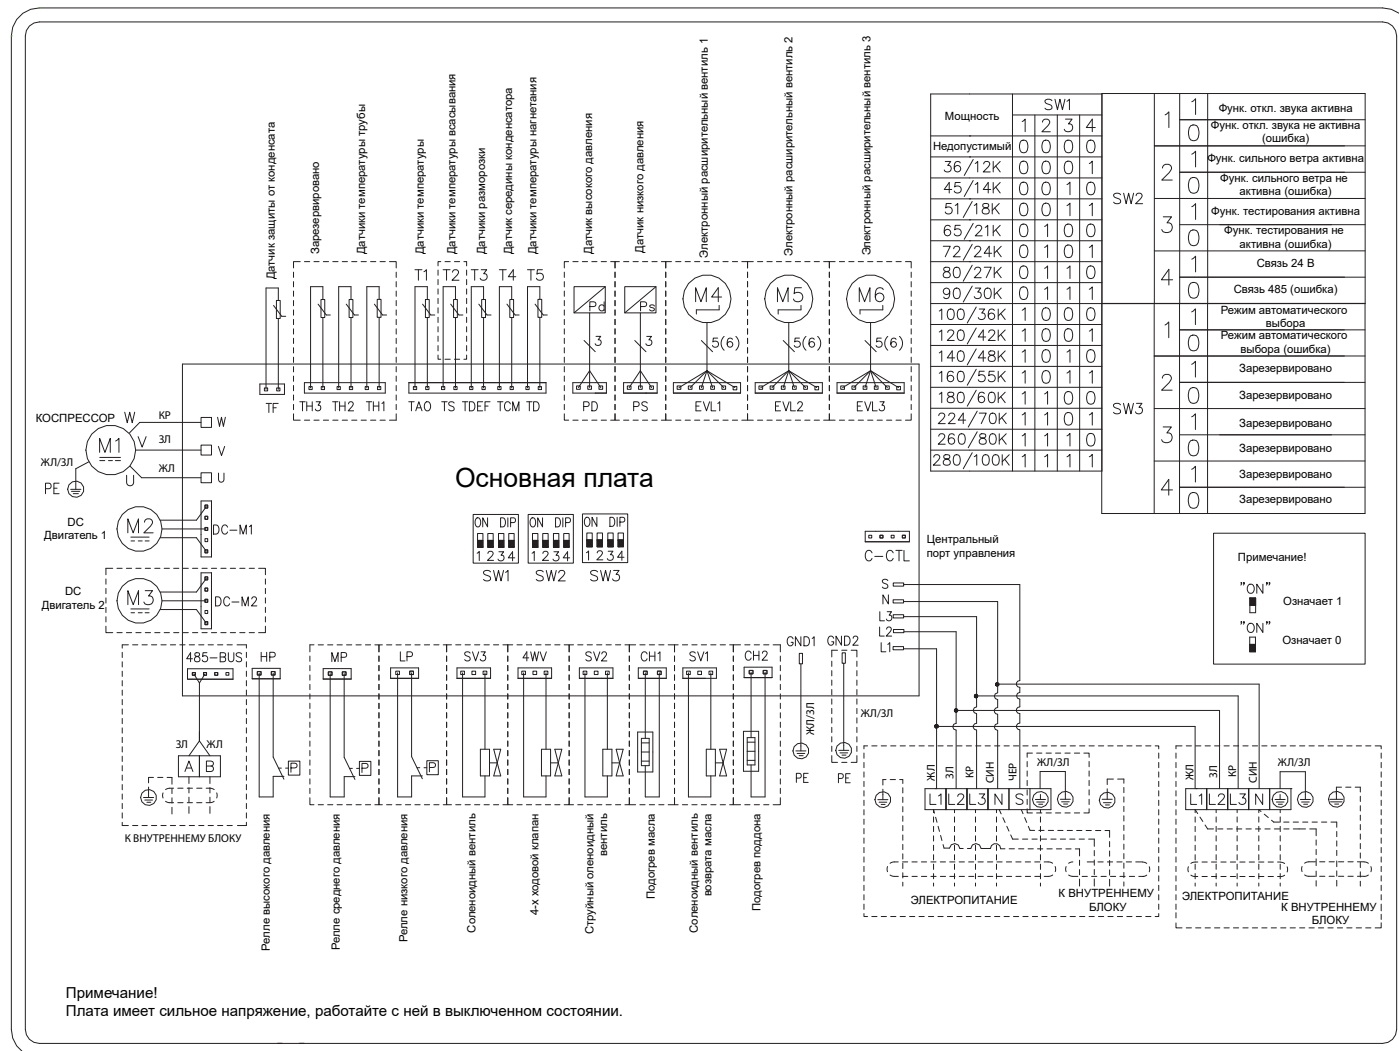 Датчик защиты от конденсата
Зарезервировано
Датчики температуры трубы
Датчики температуры
Датчики температуры всасывания
Датчики разморозки
Датчик середины конденсатора
Датчики температуры нагнетания
Датчик высокого давления
Датчик низкого давления
Электронный расширительный вентиль 1
Электронный расширительный вентиль 2
Электронный расширительный вентиль 3
T1 T2 T3 T4 T5
Pd Ps M4 M5 M6
3 3 5(6) 5(6) 5(6)
TF TH3 TH2 TH1 TAO TS TDEF TCM TD PD PS EVL1 EVL2 EVL3
Мощность SW1
1 2 3 4
Недопустимый 0 0 0 0
36/12K 0 0 0 1
45/14K 0 0 1 0
51/18K 0 0 1 1
65/21K 0 1 0 0
72/24K 0 1 0 1
80/27K 0 1 1 0
90/30K 0 1 1 1
100/36K 1 0 0 0
120/42K 1 0 0 1
140/48K 1 0 1 0
160/55K 1 0 1 1
180/60K 1 1 0 0
224/70K 1 1 0 1
260/80K 1 1 1 0
280/100K 1 1 1 1
SW2
1
1 Функ. откл. звука активна
0 Функ. откл. звука не активна
(ошибка)
2
1 Функ. сильного ветра активна
0 Функ. сильного ветра не
активна (ошибка)
3
1 Функ. тестирования активна
0 Функ. тестирования не
активна (ошибка)
4
1 Связь 24 В
0 Связь 485 (ошибка)
SW3
1
1 Режим автоматического
выбора
0 Режим автоматического
выбора (ошибка)
2
1 Зарезервировано
0 Зарезервировано
3
1 Зарезервировано
0 Зарезервировано
4
1 Зарезервировано
0 Зарезервировано
КОСПРЕССОР
M1
W КР W
V ЗЛ V
U ЖЛ U
ЖЛ/ЗЛ
PE
DC
Двигатель 1
M2
DC-M1
DC
Двигатель 2
M3
DC-M2
Основная плата
ON DIP ON DIP ON DIP
1 2 3 4 1 2 3 4 1 2 3 4
SW1 SW2 SW3
C-CTL
Центральный
порт управления
S
N
L3
L2
L1
Примечание!
"ON"
Означает 1
"ON"
Означает 0
485-BUS HP MP LP SV3 4WV SV2 CH1 SV1 CH2 GND1 GND2
P P P
ЗЛ ЖЛ
A B
К ВНУТРЕННЕМУ БЛОКУ
Релле высокого давления
Релле среднего давления
Релле низкого давления
Соленоидный вентиль
4-х ходовой клапан
Струйный оленоидный
вентиль
Подогрев масла
Соленоидный вентиль
возврата масла
Подогрев поддона
ЖЛ/ЗЛ
PE
ЖЛ/ЗЛ
PE
ЖЛ ЗЛ КР СИН ЧЕР ЖЛ/ЗЛ
L1 L2 L3 N S
ЭЛЕКТРОПИТАНИЕ
К ВНУТРЕННЕМУ
БЛОКУ
ЖЛ ЗЛ КР СИН ЖЛ/ЗЛ
L1 L2 L3 N
ЭЛЕКТРОПИТАНИЕ
К ВНУТРЕННЕМУ
БЛОКУ
Примечание!
Плата имеет сильное напряжение, работайте с ней в выключенном состоянии.